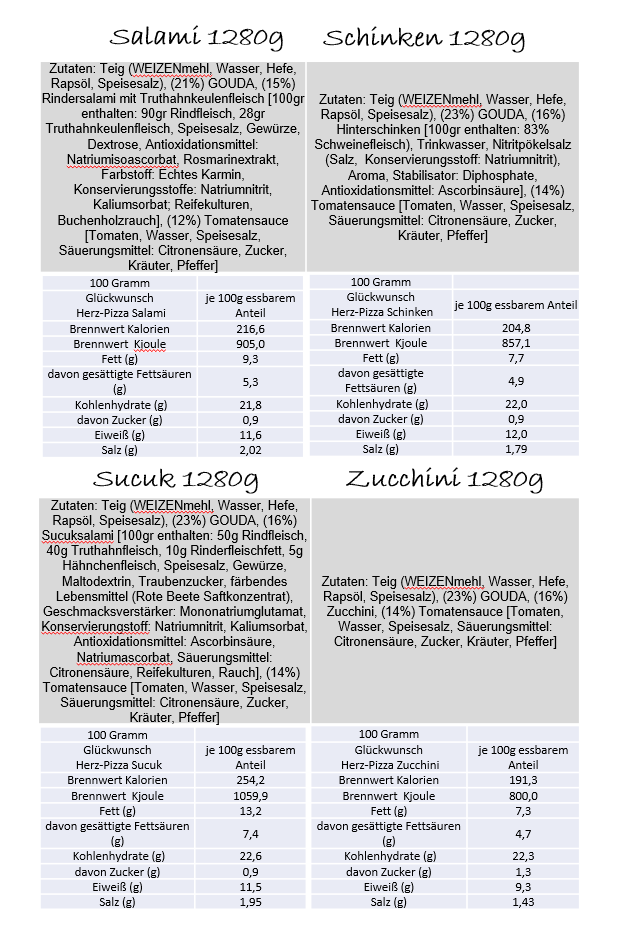 Salami 1280g
Zutaten: Teig (WEIZENmehl, Wasser, Hefe,
Rapsöl, Speisesalz), (21%) GOUDA, (15%)
Rindersalami mit Truthahnkeulenfleisch [100gr
enthalten: 90gr Rindfleisch, 28gr
Truthahnkeulenfleisch, Speisesalz, Gewürze,
Dextrose, Antioxidationsmittel:
Natriumisoascorbat, Rosmarinextrakt,
Farbstoff: Echtes Karmin,
Konservierungsstoffe: Natriumnitrit,
Kaliumsorbat; Reifekulturen,
Buchenholzrauch], (12%) Tomatensauce
[Tomaten, Wasser, Speisesalz,
Säuerungsmittel: Citronensäure, Zucker,
Kräuter, Pfeffer]
100 Gramm
Glückwunsch
Herz-Pizza Salami
je 100g essbarem
Anteil
Brennwert Kalorien 216,6
Brennwert Kjoule 905,0
Fett (g) 9,3
davon gesättigte Fettsäuren
(g) 5,3
Kohlenhydrate (g) 21,8
davon Zucker (g) 0,9
Eiweiß (g) 11,6
Salz (g) 2,02
Schinken 1280g
Zutaten: Teig (WEIZENmehl, Wasser, Hefe,
Rapsöl, Speisesalz), (23%) GOUDA, (16%)
Hinterschinken [100gr enthalten: 83%
Schweinefleisch), Trinkwasser, Nitritpökelsalz
(Salz, Konservierungsstoff: Natriumnitrit),
Aroma, Stabilisator: Diphosphate,
Antioxidationsmittel: Ascorbinsäure], (14%)
Tomatensauce [Tomaten, Wasser, Speisesalz,
Säuerungsmittel: Citronensäure, Zucker,
Kräuter, Pfeffer]
100 Gramm
Glückwunsch
Herz-Pizza Schinken
je 100g essbarem Anteil
Brennwert Kalorien 204,8
Brennwert Kjoule 857,1
Fett (g) 7,7
davon gesättigte
Fettsäuren (g) 4,9
Kohlenhydrate (g) 22,0
davon Zucker (g) 0,9
Eiweiß (g) 12,0
Salz (g) 1,79
Sucuk 1280g
Zutaten: Teig (WEIZENmehl, Wasser, Hefe,
Rapsöl, Speisesalz), (23%) GOUDA, (16%)
Sucuksalami [100gr enthalten: 50g Rindfleisch,
40g Truthahnfleisch, 10g Rinderfleischfett, 5g
Hähnchenfleisch, Speisesalz, Gewürze,
Maltodextrin, Traubenzucker, färbendes
Lebensmittel (Rote Beete Saftkonzentrat),
Geschmacksverstärker: Mononatriumglutamat,
Konservierungstoff: Natriumnitrit, Kaliumsorbat,
Antioxidationsmittel: Ascorbinsäure,
Natriumascorbat, Säuerungsmittel:
Citronensäure, Reifekulturen, Rauch], (14%)
Tomatensauce [Tomaten, Wasser, Speisesalz,
Säuerungsmittel: Citronensäure, Zucker,
Kräuter, Pfeffer]
100 Gramm
Glückwunsch
Herz-Pizza Sucuk
je 100g essbarem
Anteil
Brennwert Kalorien 254,2
Brennwert Kjoule 1059,9
Fett (g) 13,2
davon gesättigte Fettsäuren
(g) 7,4
Kohlenhydrate (g) 22,6
davon Zucker (g) 0,9
Eiweiß (g) 11,5
Salz (g) 1,95
Zucchini 1280g
Zutaten: Teig (WEIZENmehl, Wasser, Hefe,
Rapsöl, Speisesalz), (23%) GOUDA, (16%)
Zucchini, (14%) Tomatensauce [Tomaten,
Wasser, Speisesalz, Säuerungsmittel:
Citronensäure, Zucker, Kräuter, Pfeffer]
100 Gramm
Glückwunsch
Herz-Pizza Zucchini
je 100g essbarem
Anteil
Brennwert Kalorien 191,3
Brennwert Kjoule 800,0
Fett (g) 7,3
davon gesättigte Fettsäuren
(g) 4,7
Kohlenhydrate (g) 22,3
davon Zucker (g) 1,3
Eiweiß (g) 9,3
Salz (g) 1,43